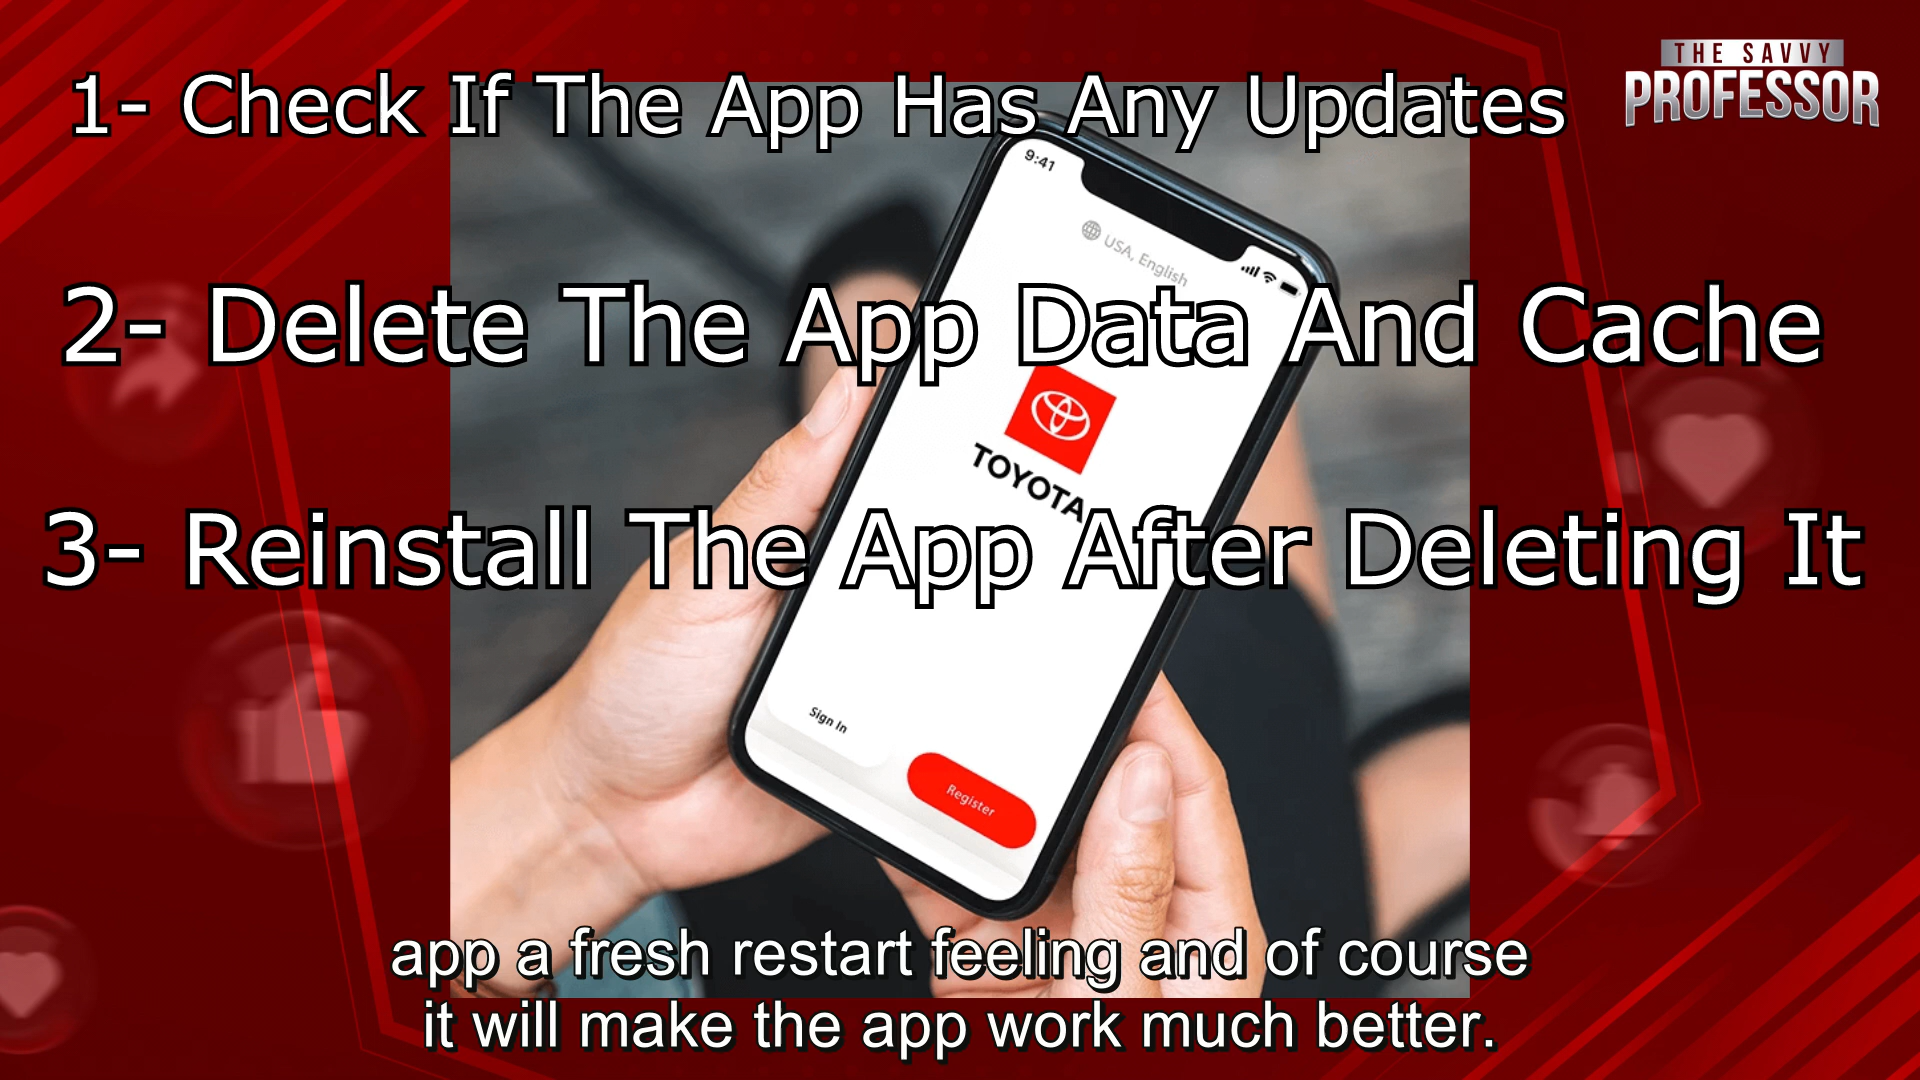 THE SAVVY
PROFESSOR
1- Check If The App Has Any Updates
9:41
USA, English
2- Delete The App Data And Cache
TOYOTA
3- Reinstall The App After Deleting It
Sign In
Register
app a fresh restart feeling and of course
it will make the app work much better.